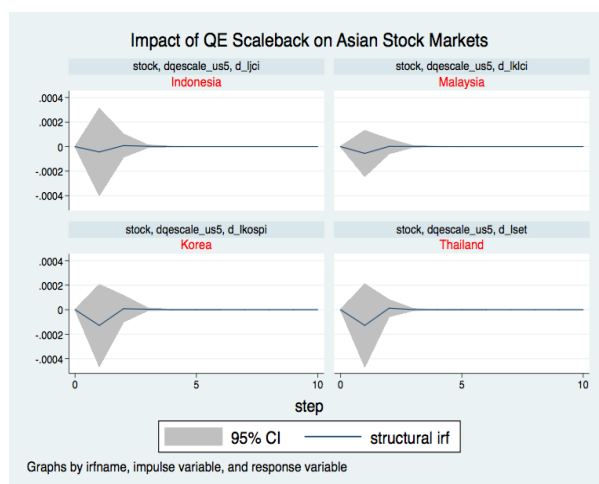 Impact of QE Scaleback on Asian Stock Markets
stock, dqescale_us5, d_ljci
stock, dqescale_us5, d_lklci
Indonesia
Malaysia
.0004
.0002
0
-.0002
-.0004
stock, dqescale_us5, d_lkospi
stock, dqescale_us5, d_lset
Korea
Thailand
.0004
.0002
0
-.0002
-.0004
0 5 10
0 5 10
step
95% CI structural irf
Graphs by irfname, impulse variable, and response variable